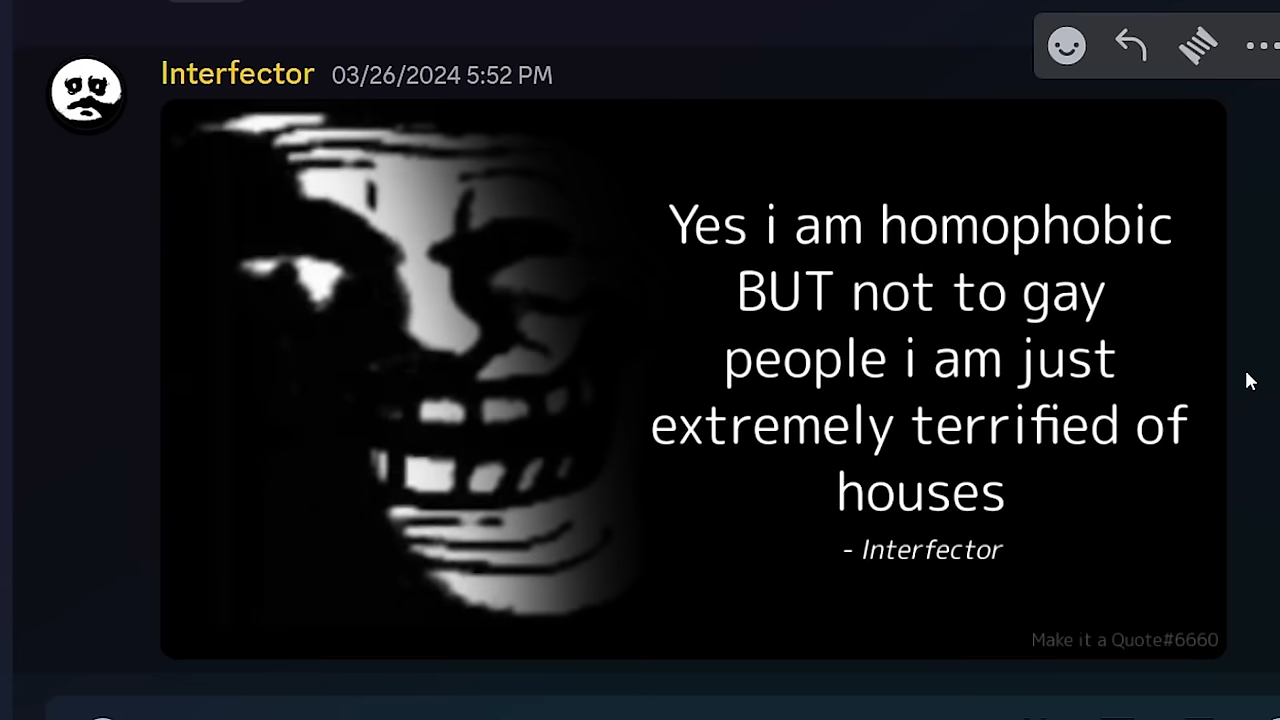 Interfector 03/26/2024 5:52 PM
Yes i am homophobic
BUT not to gay
people i am just
extremely terrified of
houses
- Interfector
Make it a Quote#6660